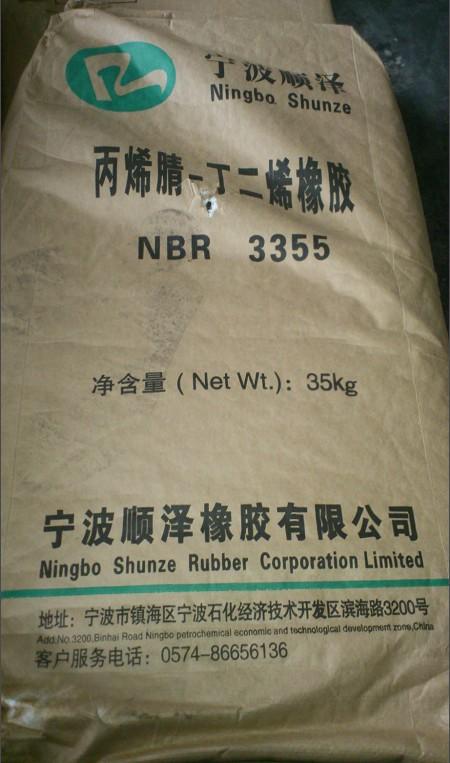 宁波顺泽
Ningbo Shunze
丙烯腈-丁二烯橡胶
NBR 3355
净含量 ( Net Wt.): 35kg
宁波顺泽橡胶有限公司
Ningbo Shunze Rubber Corporation Limited
地址: 宁波市镇海区宁波石化经济技术开发区滨海路3200号
Add.No.3200,Binhai Road Ningbo petrochemical economic and technological development zone,China
客户服务电话: 0574-86656136